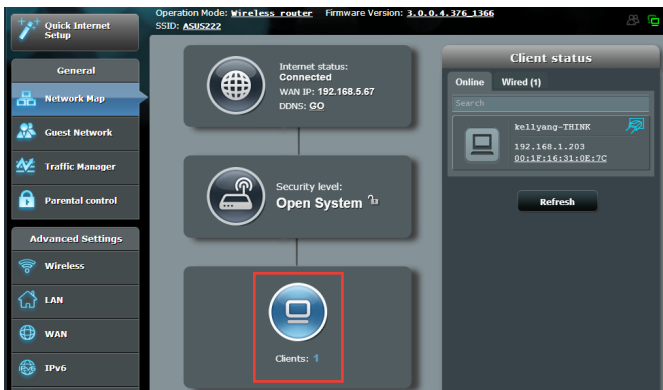 Operation Mode: Wireless router Firmware Version: 3.0.0.4.376_1366
SSID: ASUS222
Quick Internet
Setup
General
Network Map
Guest Network
Traffic Manager
Parental control
Advanced Settings
Wireless
LAN
WAN
IPv6
Internet status:
Connected
WAN IP: 192.168.5.67
DDNS: GO
Security level:
Open System
Clients: 1
Client status
Online Wired (1)
Search
kellyang-THINK
192.168.1.203
00:1F:16:31:0E:7C
Refresh